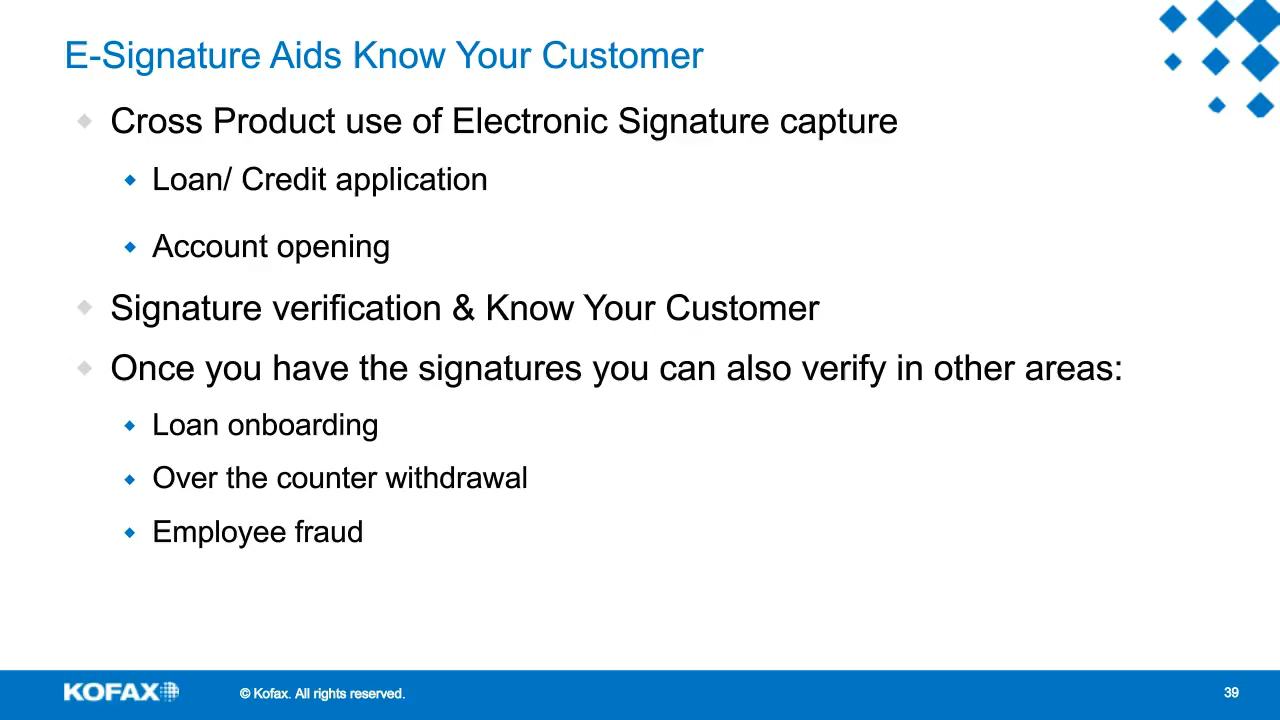 E-Signature Aids Know Your Customer
Cross Product use of Electronic Signature capture
Loan/ Credit application
Account opening
Signature verification & Know Your Customer
Once you have the signatures you can also verify in other areas:
Loan onboarding
Over the counter withdrawal
Employee fraud
KOFAX
© Kofax. All rights reserved.
39